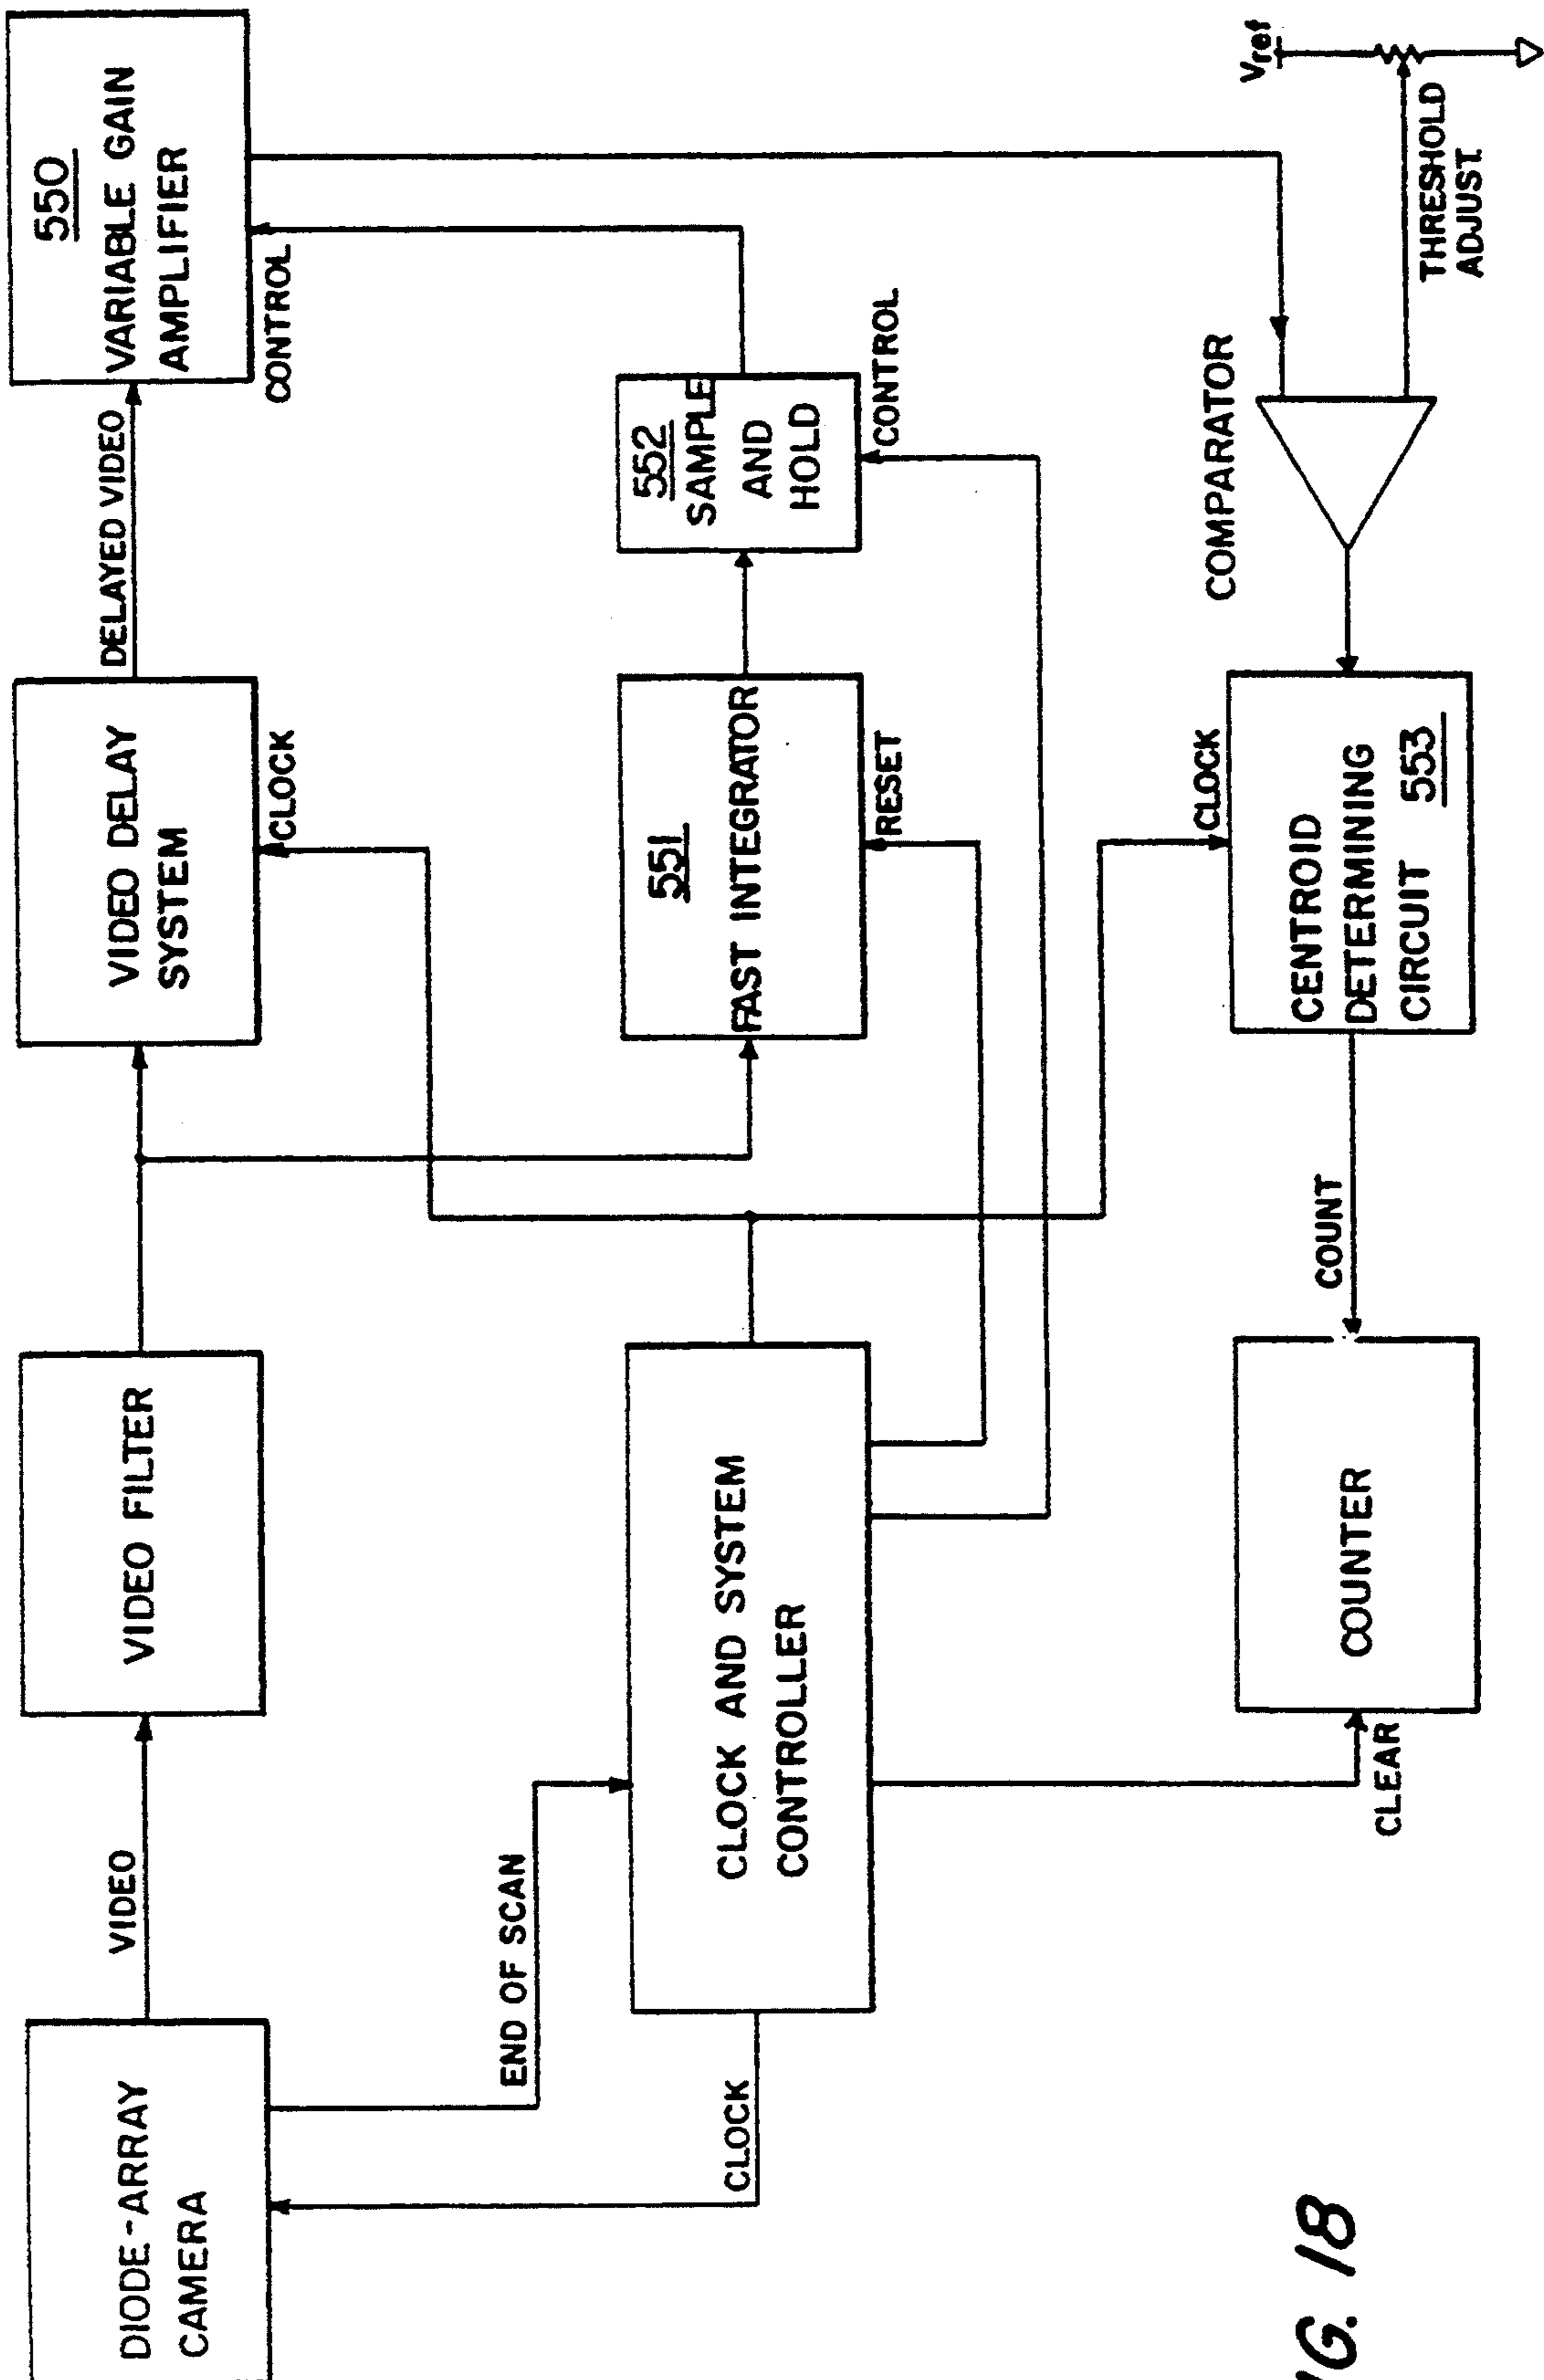 DIODE-ARRAY
CAMERA
VIDEO
VIDEO FILTER
VIDEO DELAY
SYSTEM
CLOCK
DELAYED VIDEO
550
VARIABLE GAIN
AMPLIFIER
CONTROL
END OF SCAN
CLOCK
CLOCK AND SYSTEM
CONTROLLER
551
FAST INTEGRATOR
RESET
552
SAMPLE
AND
HOLD
CONTROL
CLEAR
COUNTER
COUNT
CLOCK
CENTROID
DETERMINING
CIRCUIT 553
COMPARATOR
THRESHOLD
ADJUST.
Vref
IG. 18